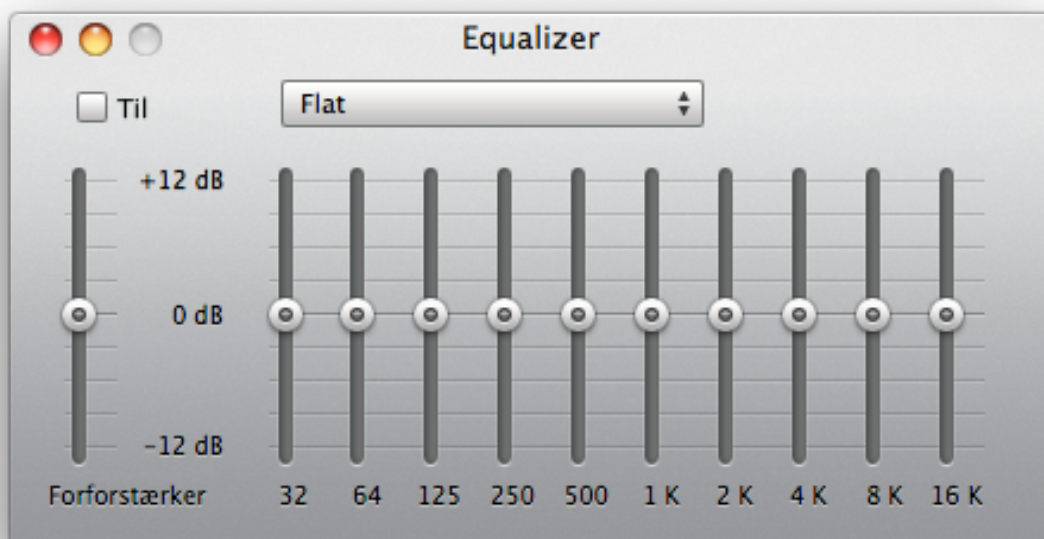 Equalizer
Til
Flat
+12 dB
0 dB
-12 dB
Forforstærker 32 64 125 250 500 1 K 2 K 4 K 8 K 16 K